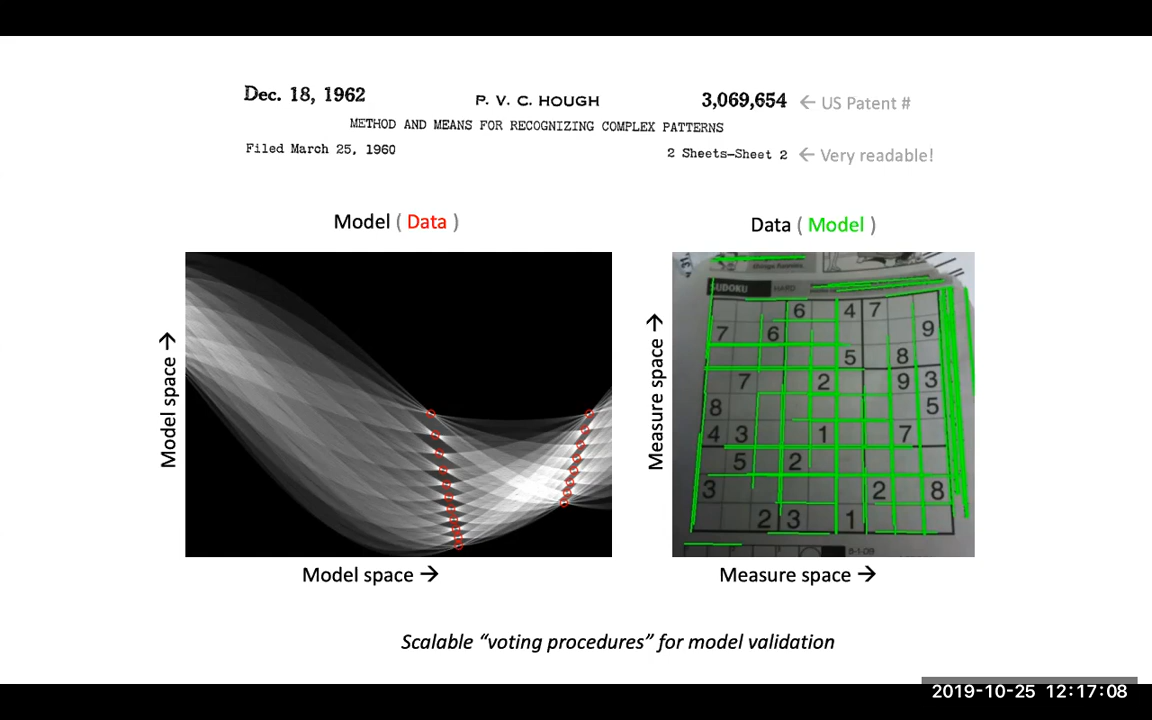 Dec. 18, 1962 P. V. C. HOUGH 3,069,654 ← US Patent #
METHOD AND MEANS FOR RECOGNIZING COMPLEX PATTERNS
Filed March 25, 1960 2 Sheets-Sheet 2 ← Very readable!
Model ( Data ) Data ( Model )
Model space →
Measure space →
SUDOKU HARD
6 4 7
7 6 9
5 8
7 2 9 3
8 5
4 3 1 7
5 2
3 2 8
2 3 1
Model space → Measure space →
Scalable “voting procedures” for model validation
2019-10-25 12:17:08